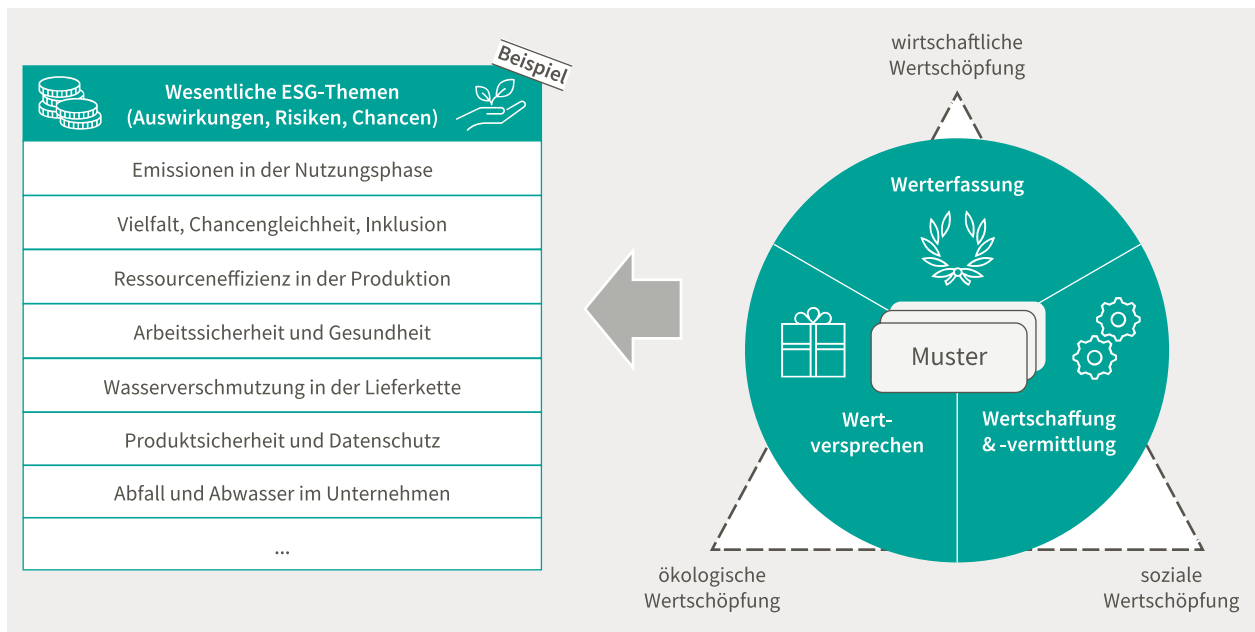 Beispiel
Wesentliche ESG-Themen
(Auswirkungen, Risiken, Chancen)
Emissionen in der Nutzungsphase
Vielfalt, Chancengleichheit, Inklusion
Ressourceneffizienz in der Produktion
Arbeitssicherheit und Gesundheit
Wasserverschmutzung in der Lieferkette
Produktsicherheit und Datenschutz
Abfall und Abwasser im Unternehmen
...
wirtschaftliche
Wertschöpfung
Werterfassung
Muster
Wert-
versprechen
Wertschaffung
& -vermittlung
ökologische
Wertschöpfung
soziale
Wertschöpfung